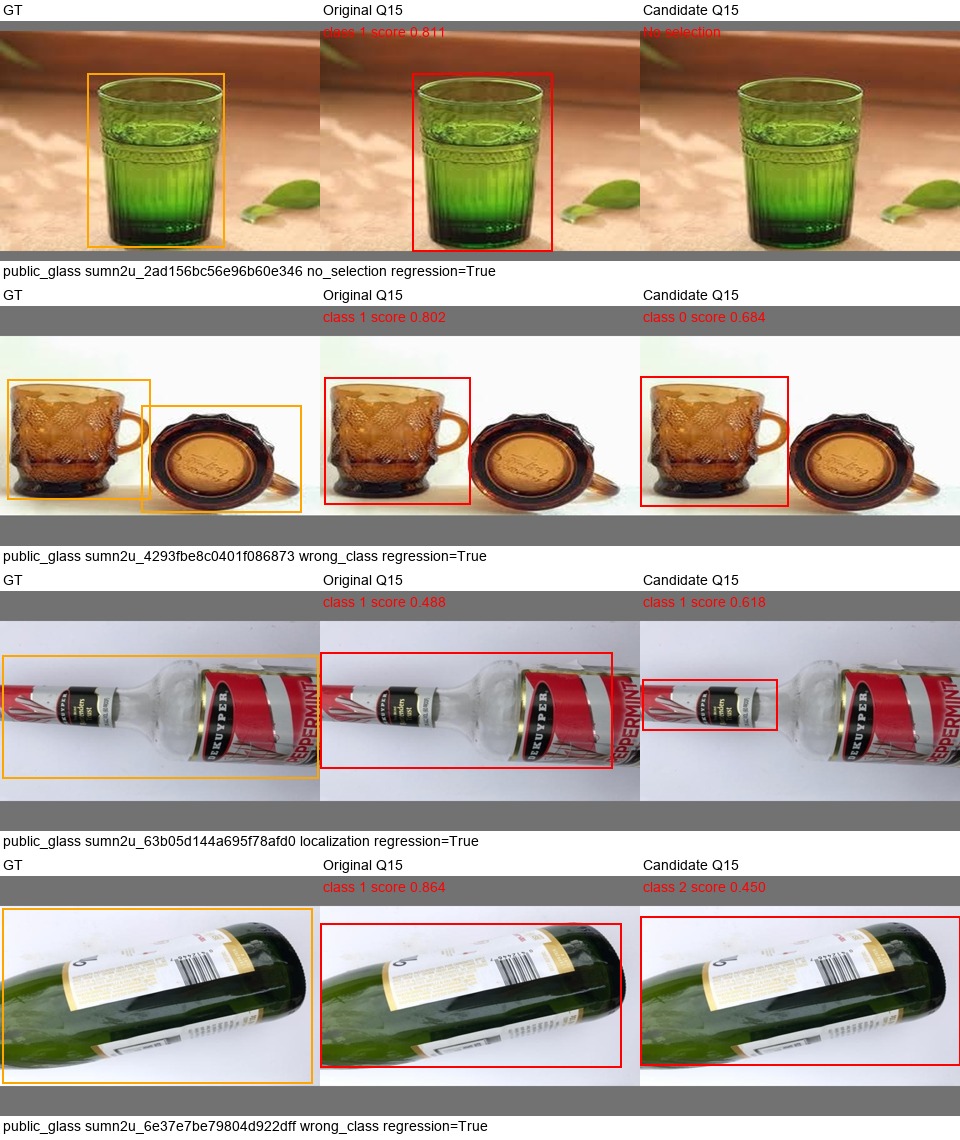 GT Original Q15 Candidate Q15
class 1 score 0.811 No selection
public_glass sumn2u_2ad156bc56e96b60e346 no_selection regression=True
GT Original Q15 Candidate Q15
class 1 score 0.802 class 0 score 0.684
public_glass sumn2u_4293fbe8c0401f086873 wrong_class regression=True
GT Original Q15 Candidate Q15
class 1 score 0.488 class 1 score 0.618
DEKUYPER PEPPERMINT DEKUYPER PEPPERMINT DEKUYPER PEPPERMINT
public_glass sumn2u_63b05d144a695f78afd0 localization regression=True
GT Original Q15 Candidate Q15
class 1 score 0.864 class 2 score 0.450
public_glass sumn2u_6e37e7be79804d922dff wrong_class regression=True